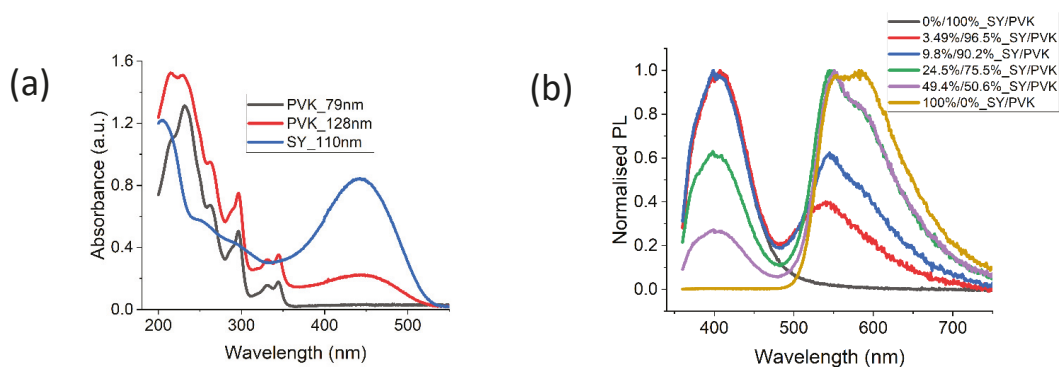 (a)
1.6
1.2
0.8
0.4
0.0
Absorbance (a.u.)
200
300
400
500
Wavelength (nm)
PVK_79nm
PVK_128nm
SY_110nm
(b)
0%/100%_SY/PVK
3.49%/96.5%_SY/PVK
9.8%/90.2%_SY/PVK
24.5%/75.5%_SY/PVK
49.4%/50.6%_SY/PVK
100%/0%_SY/PVK
1.0
0.8
0.6
0.4
0.2
0.0
Normalised PL
400
500
600
700
Wavelength (nm)